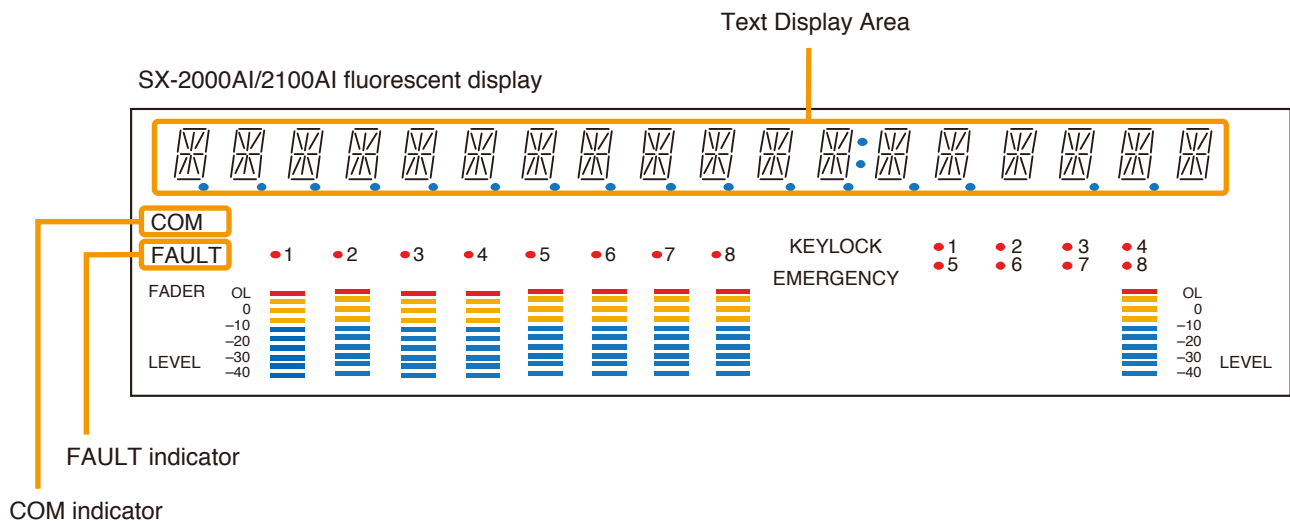 Text Display Area
SX-2000AI/2100AI fluorescent display
COM
FAULT 1 2 3 4 5 6 7 8 KEYLOCK 1 2 3 4
EMERGENCY 5 6 7 8
FADER OL OL
0 0
–10 –10
–20 –20
LEVEL –30 –30 LEVEL
–40 –40
FAULT indicator
COM indicator